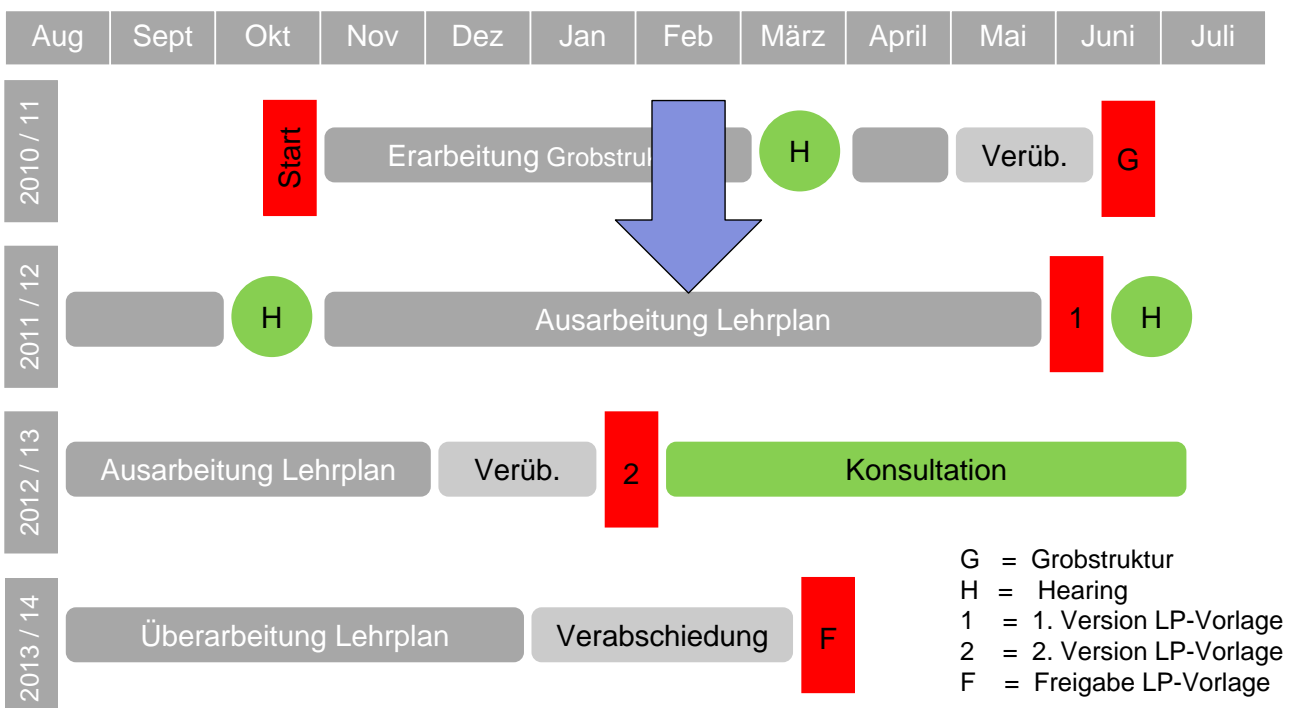 Aug Sept Okt Nov Dez Jan Feb März April Mai Juni Juli
2010 / 11
Start
Erarbeitung Grobstruk
H
Verüb.
G
2011 / 12
H
Ausarbeitung Lehrplan
1
H
2012 / 13
Ausarbeitung Lehrplan
Verüb.
2
Konsultation
2013 / 14
Überarbeitung Lehrplan
Verabschiedung
F
G = Grobstruktur
H = Hearing
1 = 1. Version LP-Vorlage
2 = 2. Version LP-Vorlage
F = Freigabe LP-Vorlage